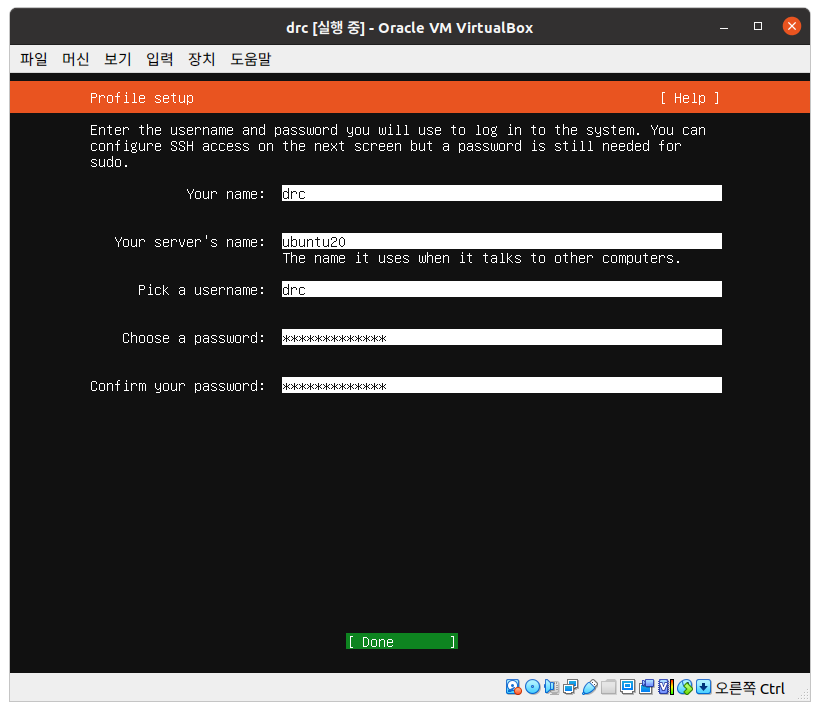 drc [실행 중] - Oracle VM VirtualBox
파일 머신 보기 입력 장치 도움말
Profile setup [ Help ]
Enter the username and password you will use to log in to the system. You can
configure SSH access on the next screen but a password is still needed for
sudo.
Your name: drc
Your server's name: ubuntu20
The name it uses when it talks to other computers.
Pick a username: drc
Choose a password: *************
Confirm your password: *************
[ Done ]
오른쪽 Ctrl